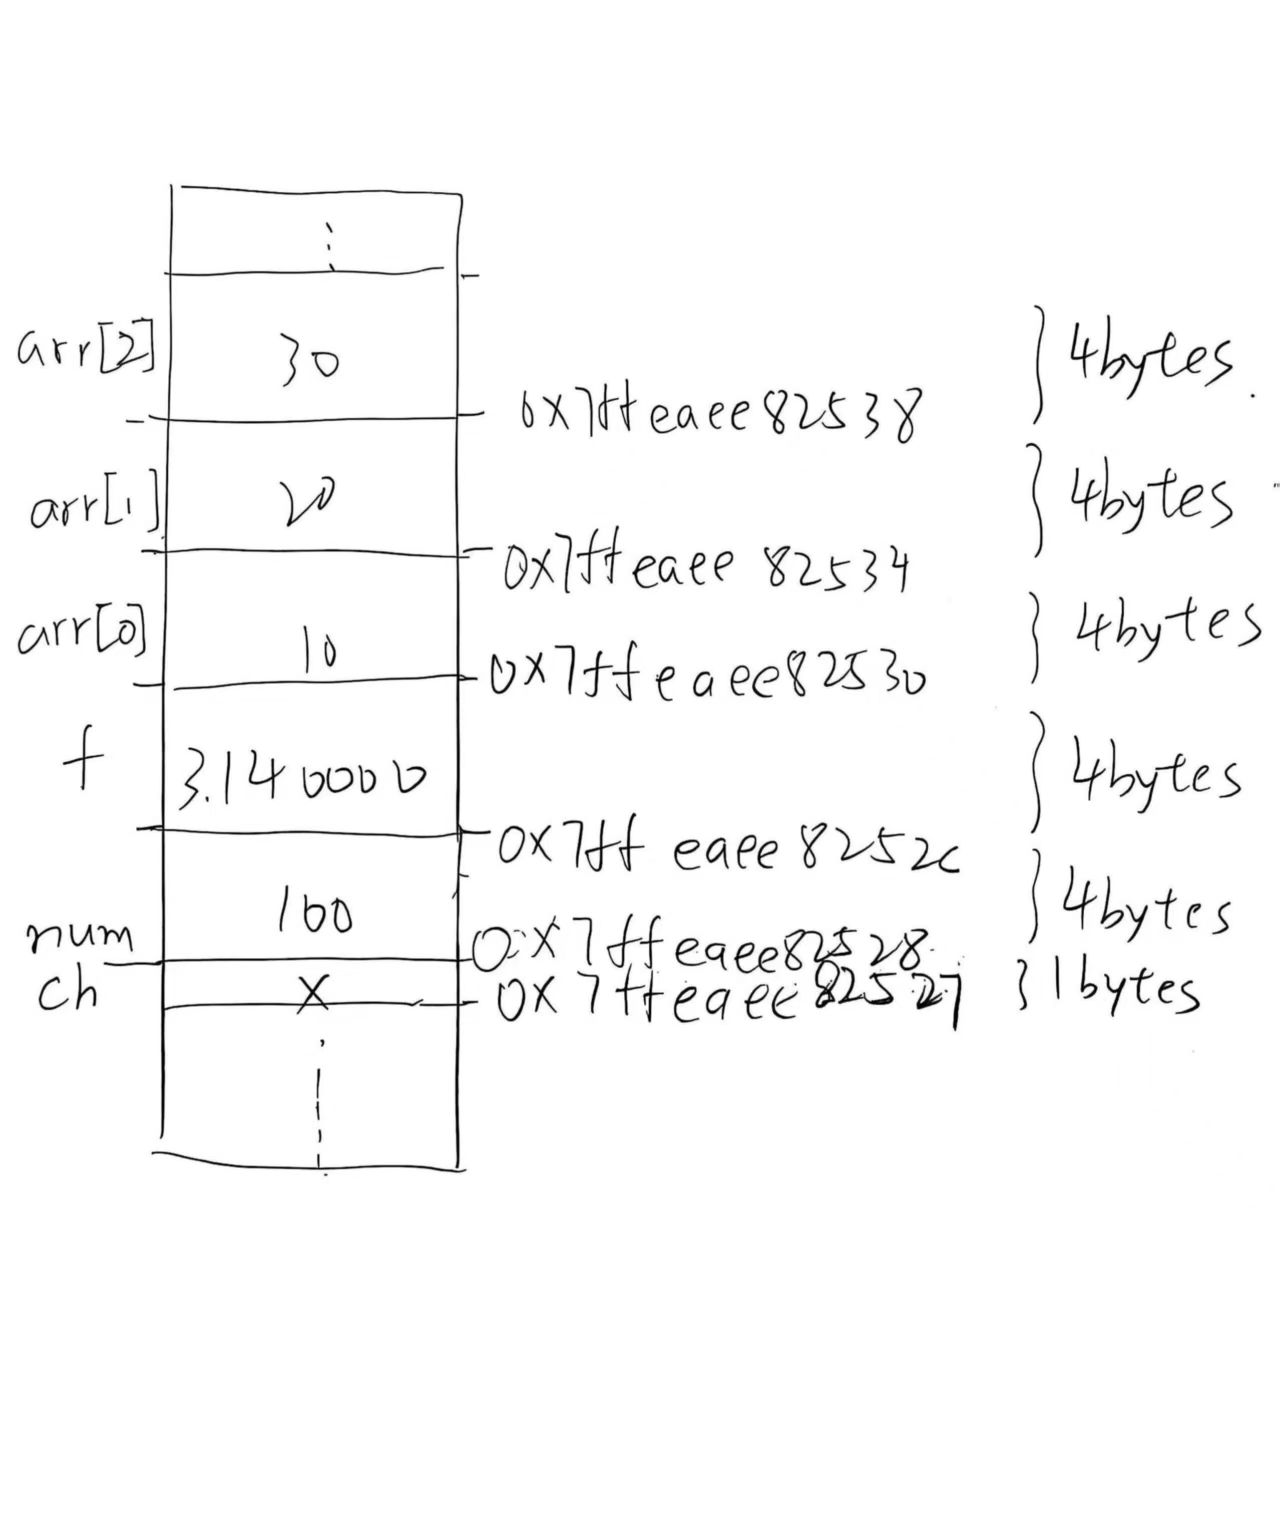 arr[2] 30 } 4bytes
0x7ffeaee82538
arr[1] 20 } 4bytes
0x7ffeaee82534
arr[0] 10 } 4bytes
0x7ffeaee82530
f 3.140000 } 4bytes
0x7ffeaee8252c
num 100 } 4bytes
0x7ffeaee82528
ch X } 1bytes
0x7ffeaee82527